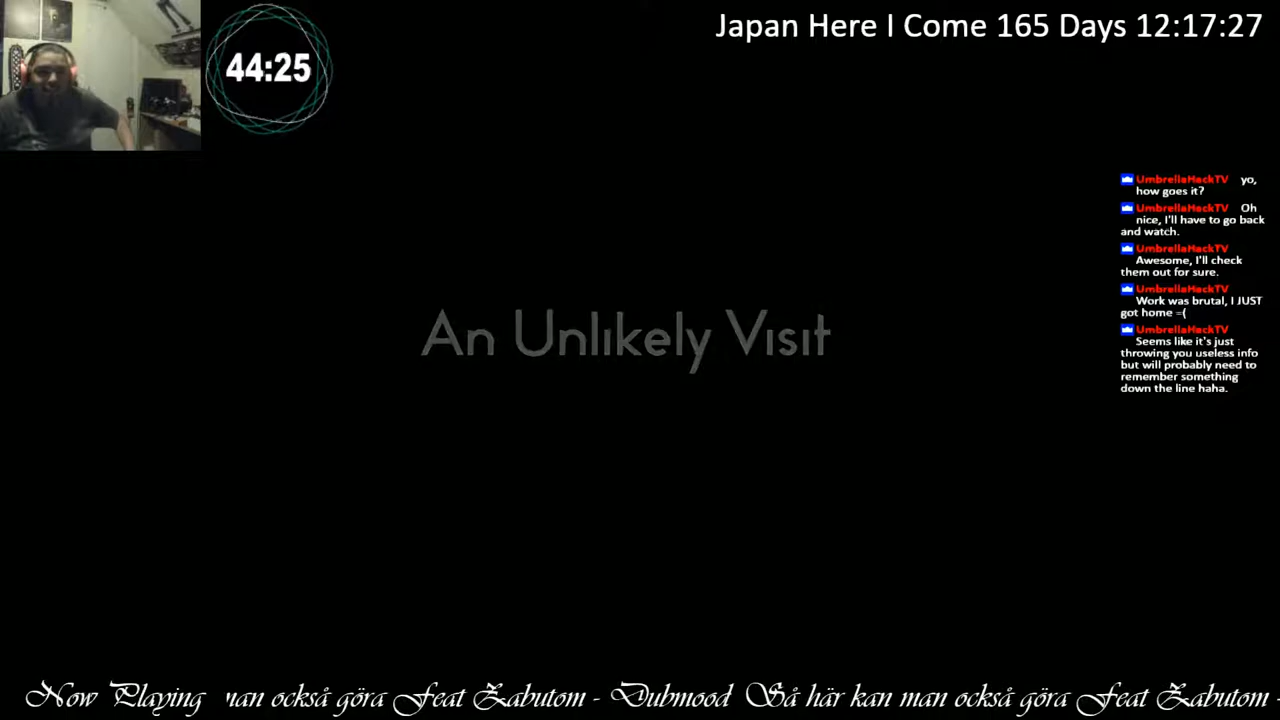 Japan Here I Come 165 Days 12:17:27
44:25
UmbrellaHackTV yo,
how goes it?
UmbrellaHackTV Oh
nice, I'll have to go back
and watch.
UmbrellaHackTV
Awesome, I'll check
them out for sure.
UmbrellaHackTV
Work was brutal, I JUST
got home =(
UmbrellaHackTV
Seems like it's just
throwing you useless info
but will probably need to
remember something
down the line haha.
An Unlikely Visit
Now Playing man också göra Feat Zabutom - Dubmood Så här kan man också göra Feat Zabutom -